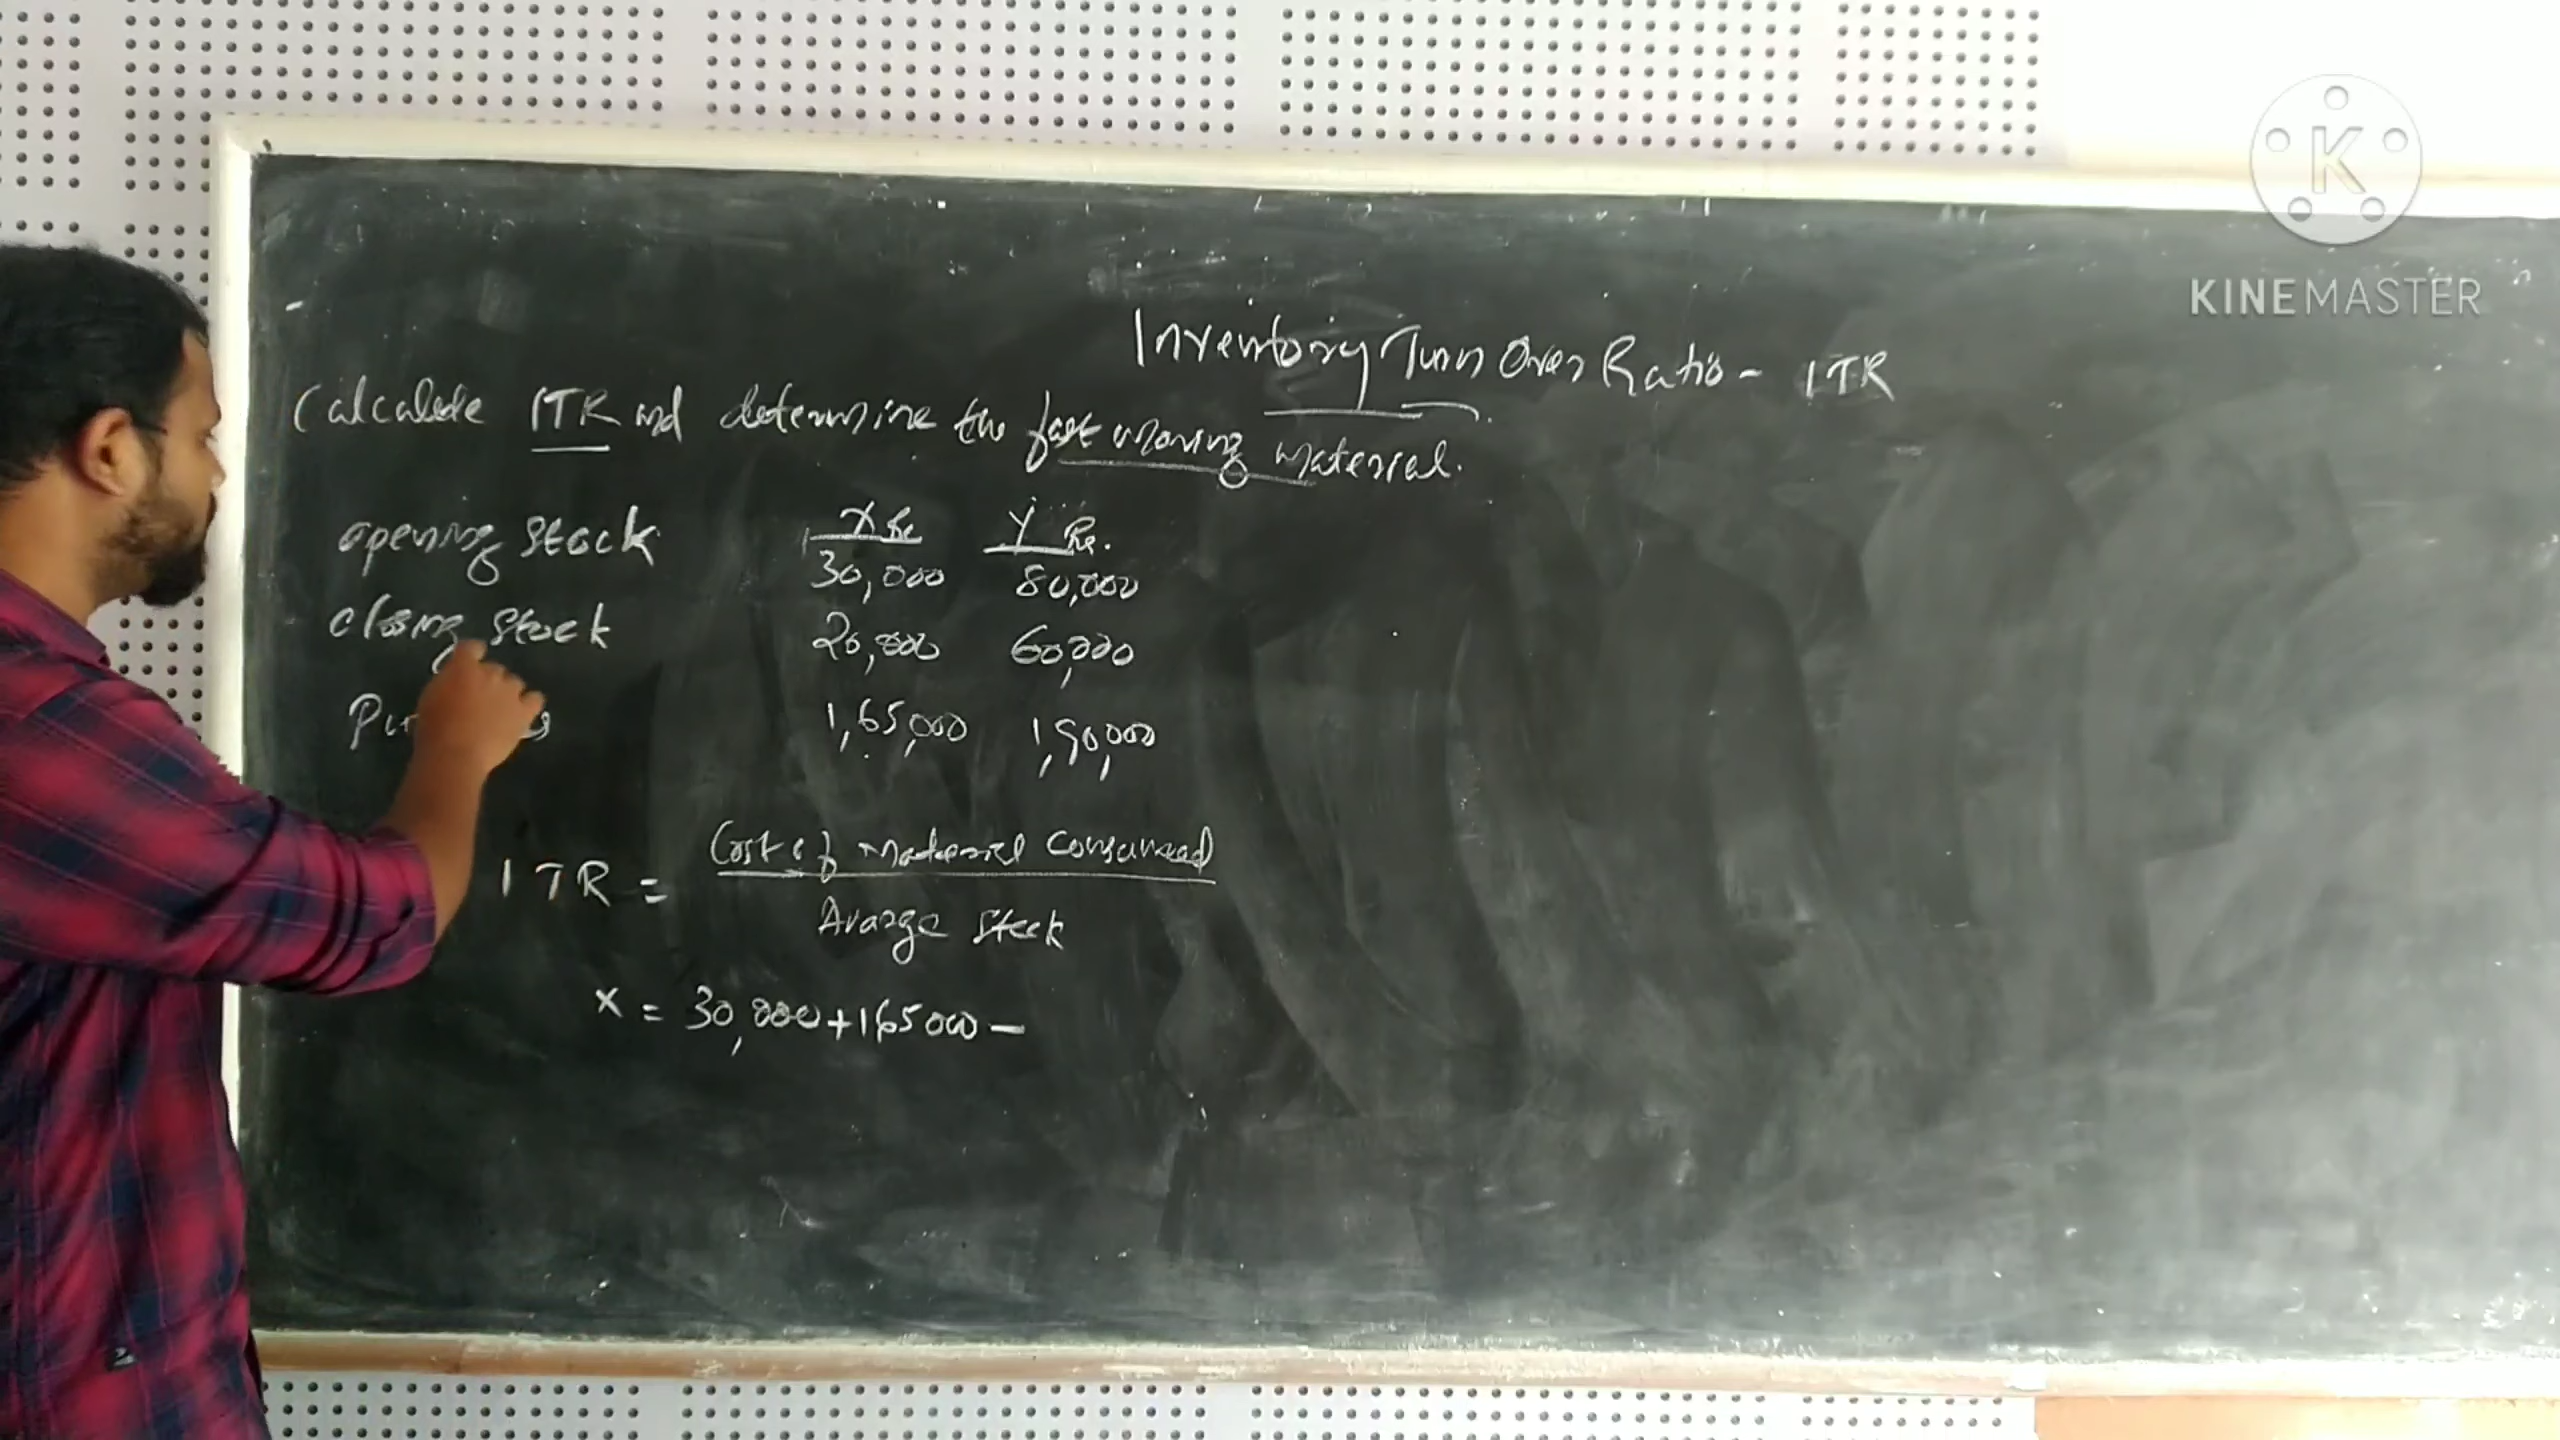 K
KINEMASTER
Inventory Turn Over Ratio - ITR
Calculate ITR and determine the fast moving material.
X Rs Y Rs.
opening stock 30,000 80,000
closing stock 20,000 60,000
1,65,000 1,90,000
ITR = Cost of Material Consumed
Avarge Stock
X = 30,000+165000 -